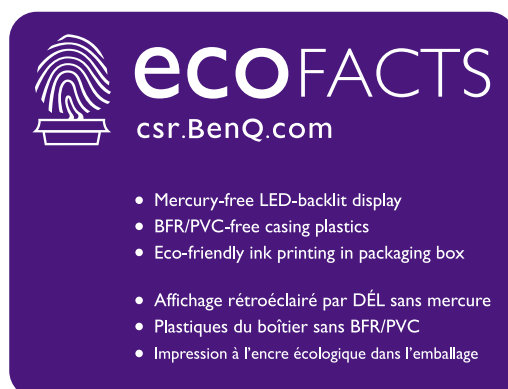 ecoFACTS
csr.BenQ.com
• Mercury-free LED-backlit display
• BFR/PVC-free casing plastics
• Eco-friendly ink printing in packaging box
• Affichage rétroéclairé par DÉL sans mercure
• Plastiques du boîtier sans BFR/PVC
• Impression à l'encre écologique dans l'emballage